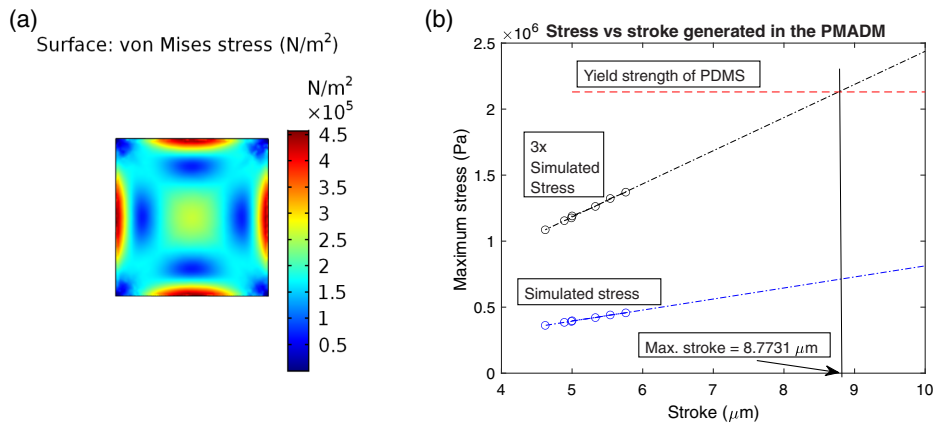 (a)
Surface: von Mises stress (N/m²)
N/m²
×10⁵
4.5
4
3.5
3
2.5
2
1.5
1
0.5
(b)
×10⁶
Stress vs stroke generated in the PMADM
2.5
2
1.5
1
0.5
0
Maximum stress (Pa)
Yield strength of PDMS
3x
Simulated
Stress
Simulated stress
Max. stroke = 8.7731 μm
4
5
6
7
8
9
10
Stroke (μm)